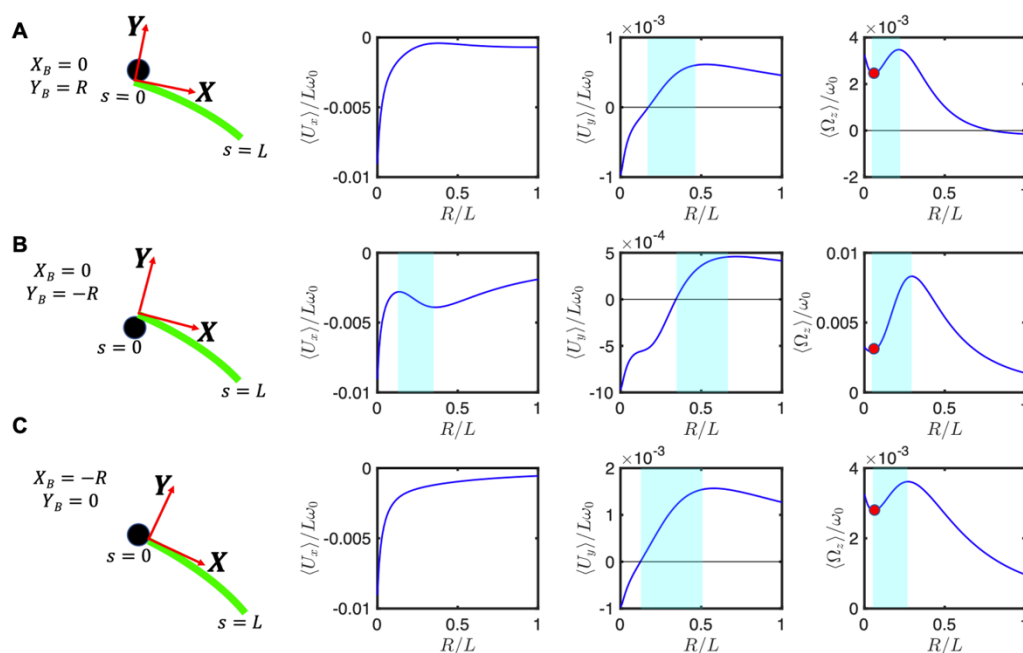 A
X_B = 0
Y_B = R
Y
X
s = 0
s = L
⟨U_x⟩/Lω_0
0
-0.005
-0.01
0 0.5 1
R/L
⟨U_y⟩/Lω_0
×10^-3
1
0
-1
0 0.5 1
R/L
⟨Ω_z⟩/ω_0
×10^-3
4
2
0
-2
0 0.5 1
R/L
B
X_B = 0
Y_B = −R
Y
X
s = 0
s = L
⟨U_x⟩/Lω_0
0
-0.005
-0.01
0 0.5 1
R/L
⟨U_y⟩/Lω_0
×10^-4
5
0
-5
-10
0 0.5 1
R/L
⟨Ω_z⟩/ω_0
0.01
0.005
0
0 0.5 1
R/L
C
X_B = −R
Y_B = 0
Y
X
s = 0
s = L
⟨U_x⟩/Lω_0
0
-0.005
-0.01
0 0.5 1
R/L
⟨U_y⟩/Lω_0
×10^-3
2
1
0
-1
0 0.5 1
R/L
⟨Ω_z⟩/ω_0
×10^-3
4
2
0
0 0.5 1
R/L